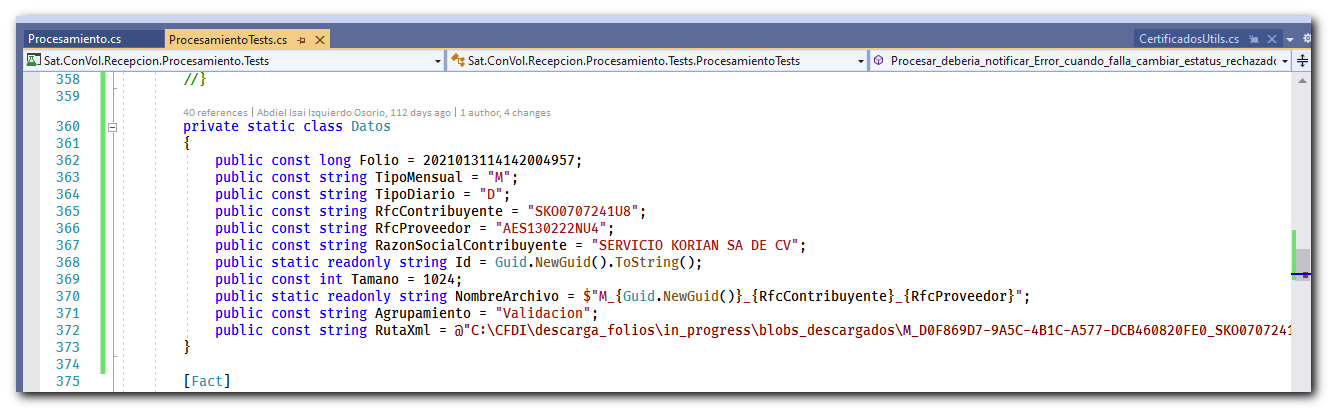 Procesamiento.cs
ProcesamientoTests.cs
CertificadosUtils.cs
Sat.ConVol.Recepcion.Procesamiento.Tests
Sat.ConVol.Recepcion.Procesamiento.Tests.ProcesamientoTests
Procesar_deberia_notificar_Error_cuando_falla_cambiar_estatus_rechazado
358 //}
359
40 references | Abdiel Isai Izquierdo Osorio, 112 days ago | 1 author, 4 changes
360 private static class Datos
361 {
362 public const long Folio = 2021013114142004957;
363 public const string TipoMensual = "M";
364 public const string TipoDiario = "D";
365 public const string RfcContribuyente = "SKO0707241U8";
366 public const string RfcProveedor = "AES130222NU4";
367 public const string RazonSocialContribuyente = "SERVICIO KORIAN SA DE CV";
368 public static readonly string Id = Guid.NewGuid().ToString();
369 public const int Tamano = 1024;
370 public static readonly string NombreArchivo = $"M_{Guid.NewGuid()}_{RfcContribuyente}_{RfcProveedor}";
371 public const string Agrupamiento = "Validacion";
372 public const string RutaXml = @"C:\CFDI\descarga_folios\in_progress\blobs_descargados\M_D0F869D7-9A5C-4B1C-A577-DCB460820FE0_SKO0707241
373 }
374
375 [Fact]